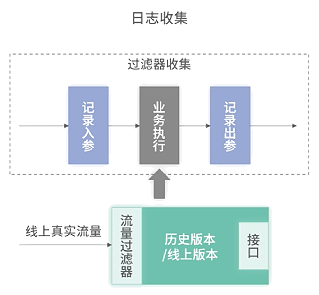 日志收集
过滤器收集
记录入参
业务执行
记录出参
线上真实流量
流量过滤器
历史版本
/线上版本
接口